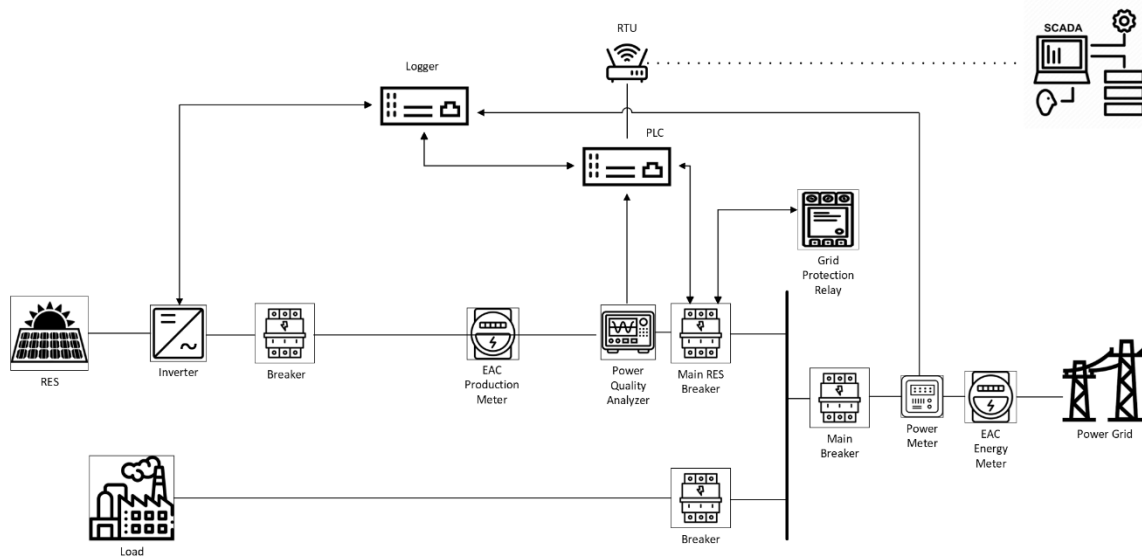 RTU
SCADA
Logger
PLC
Grid
Protection
Relay
RES
Inverter
Breaker
EAC
Production
Meter
Power
Quality
Analyzer
Main RES
Breaker
Main
Breaker
Power
Meter
EAC
Energy
Meter
Power Grid
Load
Breaker